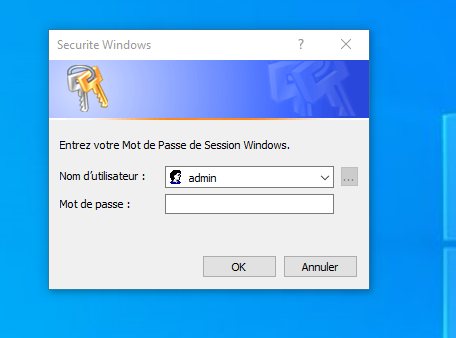 Securite Windows
Entrez votre Mot de Passe de Session Windows.
Nom d'utilisateur :
admin
...
Mot de passe :
OK
Annuler